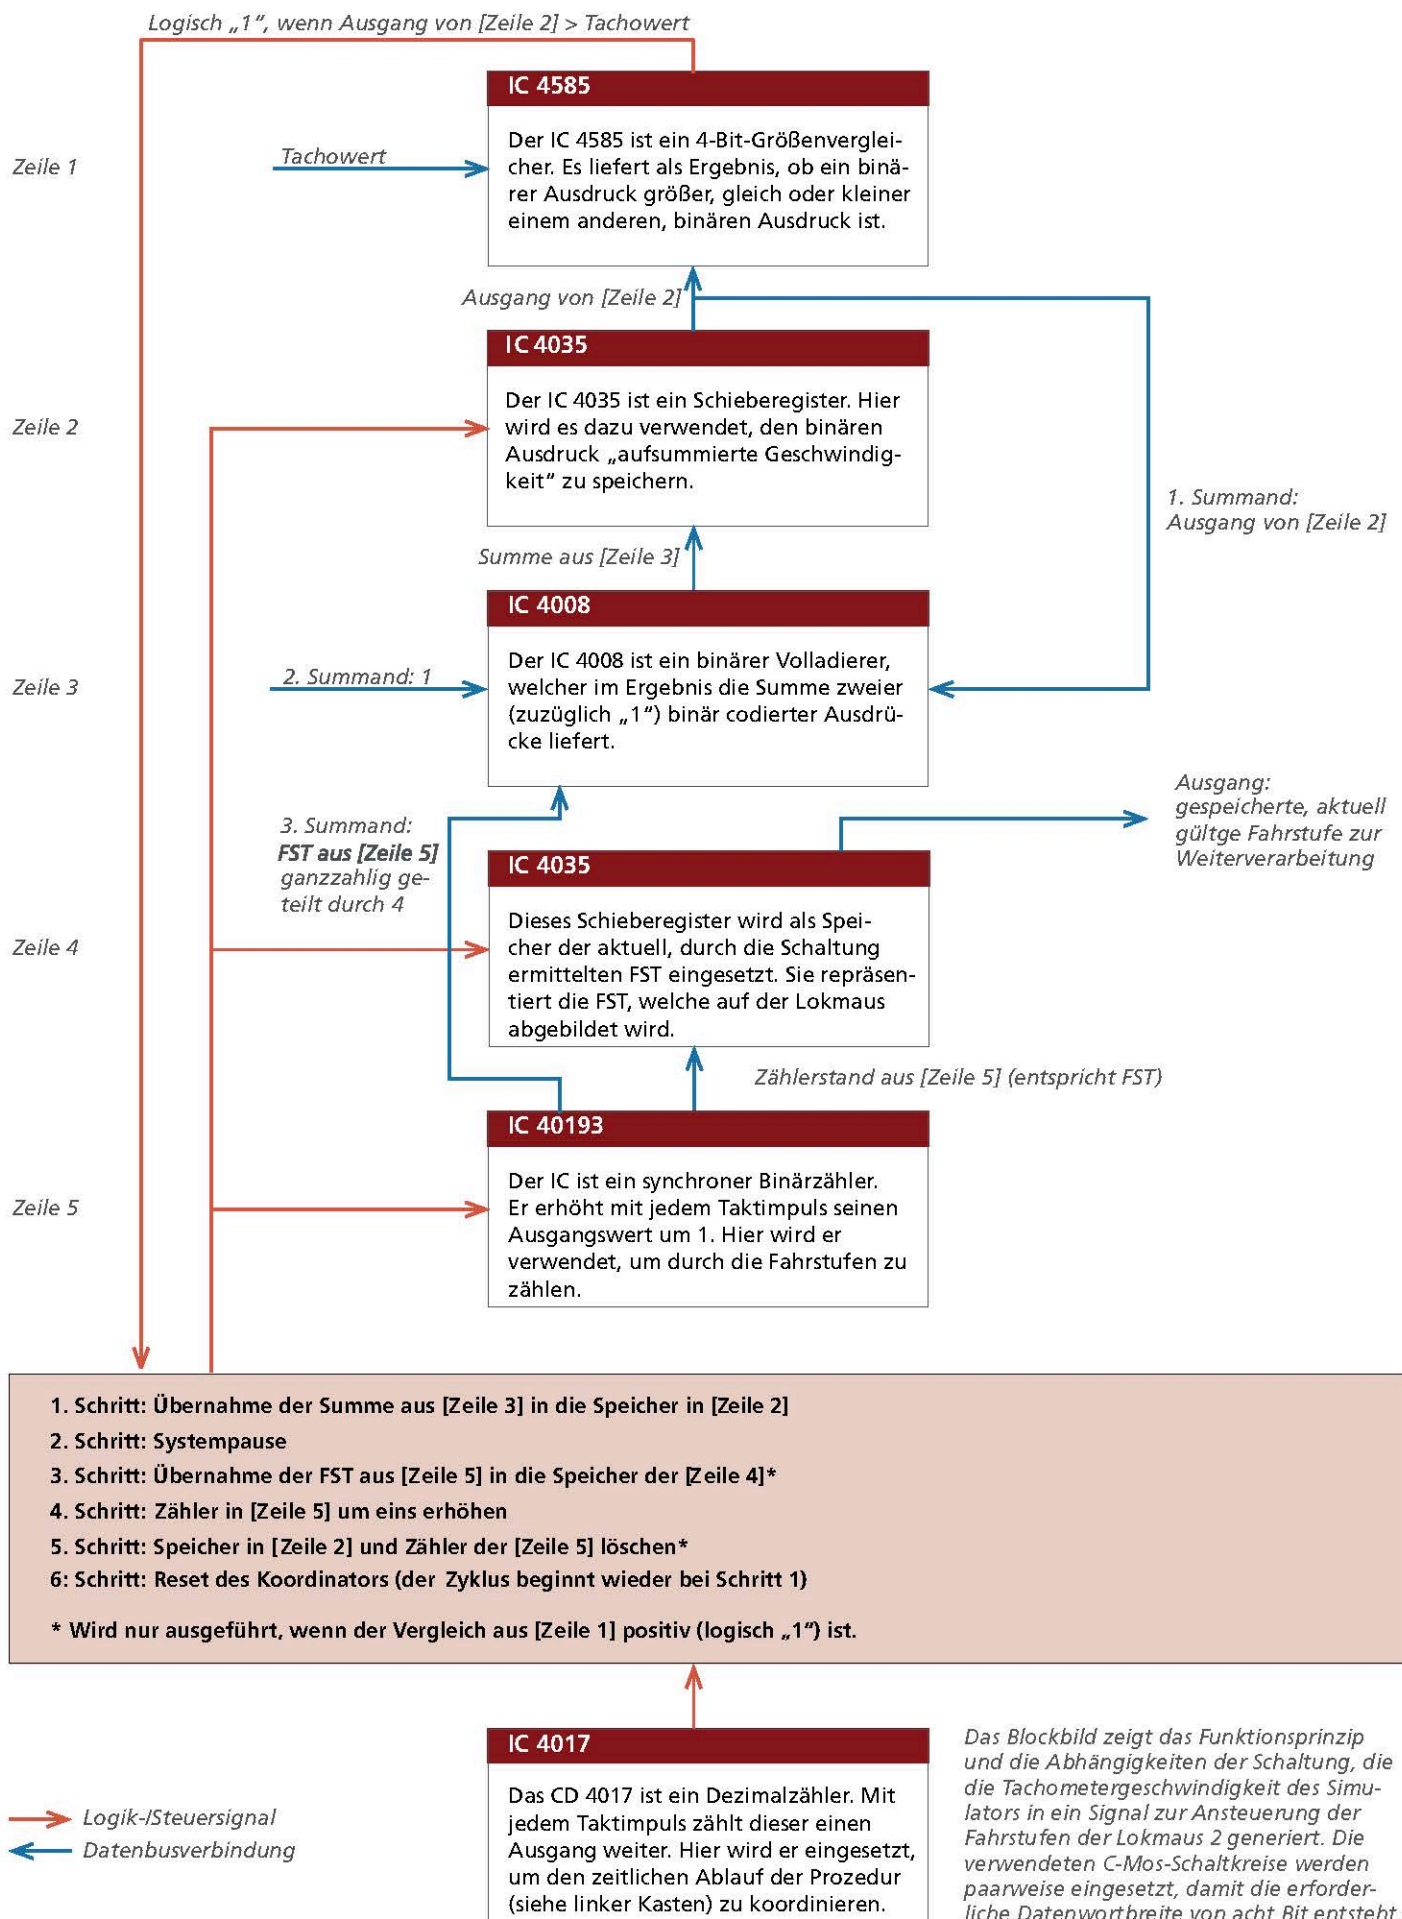 Logisch „1“, wenn Ausgang von [Zeile 2] > Tachowert
IC 4585
Zeile 1
Tachowert
Der IC 4585 ist ein 4-Bit-Größenverglei-
cher. Es liefert als Ergebnis, ob ein binä-
rer Ausdruck größer, gleich oder kleiner
einem anderen, binären Ausdruck ist.
Ausgang von [Zeile 2]
IC 4035
Zeile 2
Der IC 4035 ist ein Schieberegister. Hier
wird es dazu verwendet, den binären
Ausdruck „aufsummierte Geschwindig-
keit“ zu speichern.
1. Summand:
Ausgang von [Zeile 2]
Summe aus [Zeile 3]
IC 4008
Zeile 3
2. Summand: 1
Der IC 4008 ist ein binärer Volladierer,
welcher im Ergebnis die Summe zweier
(zuzüglich „1“) binär codierter Ausdrü-
cke liefert.
Ausgang:
gespeicherte, aktuell
gültge Fahrstufe zur
Weiterverarbeitung
3. Summand:
FST aus [Zeile 5]
ganzzahlig ge-
teilt durch 4
IC 4035
Zeile 4
Dieses Schieberegister wird als Spei-
cher der aktuell, durch die Schaltung
ermittelten FST eingesetzt. Sie repräsen-
tiert die FST, welche auf der Lokmaus
abgebildet wird.
Zählerstand aus [Zeile 5] (entspricht FST)
IC 40193
Zeile 5
Der IC ist ein synchroner Binärzähler.
Er erhöht mit jedem Taktimpuls seinen
Ausgangswert um 1. Hier wird er
verwendet, um durch die Fahrstufen zu
zählen.
1. Schritt: Übernahme der Summe aus [Zeile 3] in die Speicher in [Zeile 2]
2. Schritt: Systempause
3. Schritt: Übernahme der FST aus [Zeile 5] in die Speicher der [Zeile 4]*
4. Schritt: Zähler in [Zeile 5] um eins erhöhen
5. Schritt: Speicher in [Zeile 2] und Zähler der [Zeile 5] löschen*
6: Schritt: Reset des Koordinators (der Zyklus beginnt wieder bei Schritt 1)
* Wird nur ausgeführt, wenn der Vergleich aus [Zeile 1] positiv (logisch „1“) ist.
IC 4017
Das CD 4017 ist ein Dezimalzähler. Mit
jedem Taktimpuls zählt dieser einen
Ausgang weiter. Hier wird er eingesetzt,
um den zeitlichen Ablauf der Prozedur
(siehe linker Kasten) zu koordinieren.
Logik-/Steuersignal
Datenbusverbindung
Das Blockbild zeigt das Funktionsprinzip
und die Abhängigkeiten der Schaltung, die
die Tachometergeschwindigkeit des Simu-
lators in ein Signal zur Ansteuerung der
Fahrstufen der Lokmaus 2 generiert. Die
verwendeten C-Mos-Schaltkreise werden
paarweise eingesetzt, damit die erforder-
liche Datenwortbreite von acht Bit entsteht